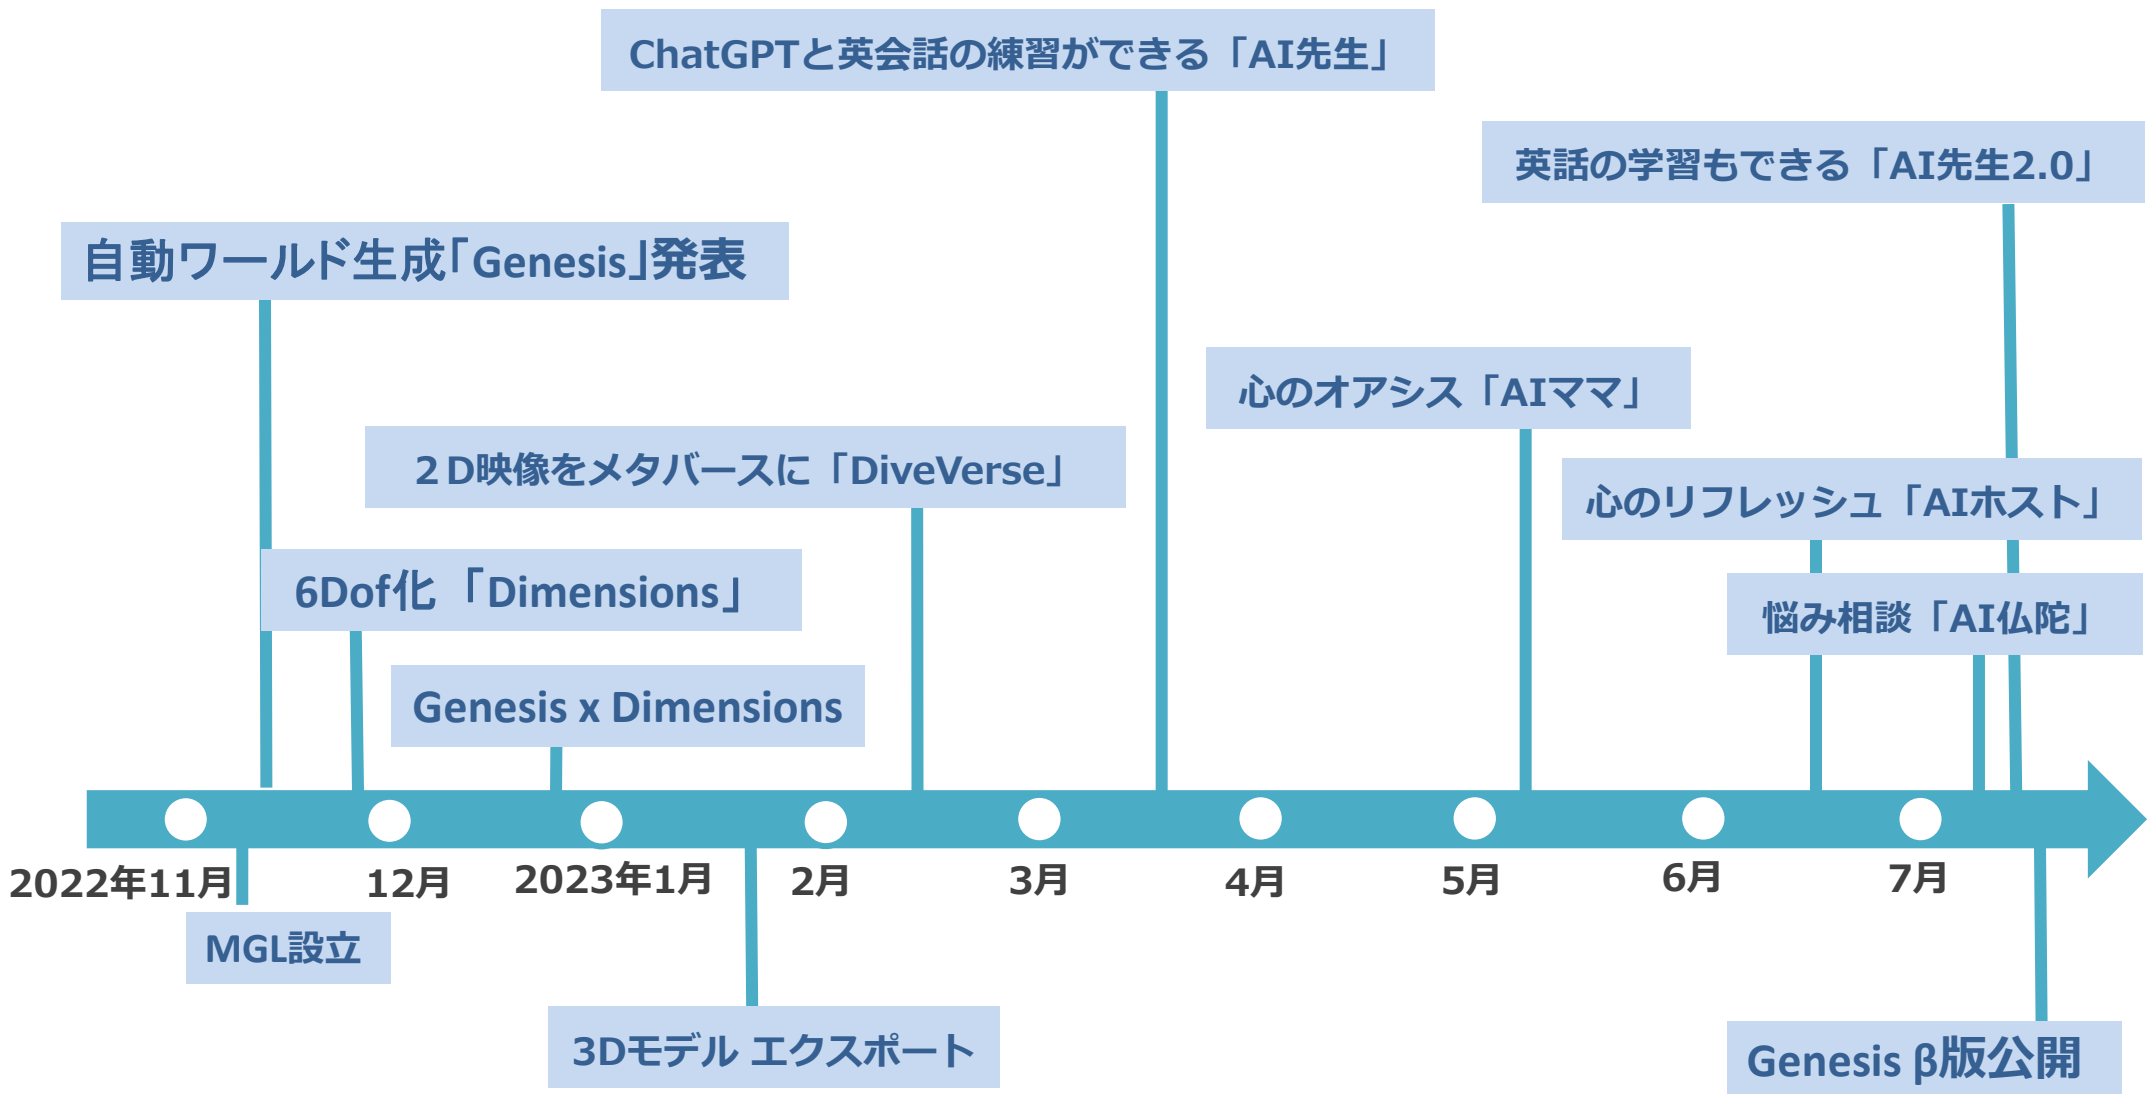 ChatGPTと英会話の練習ができる「AI先生」
英話の学習もできる「AI先生2.0」
自動ワールド生成「Genesis」発表
心のオアシス「AIママ」
２D映像をメタバースに「DiveVerse」
心のリフレッシュ「AIホスト」
6Dof化 「Dimensions」
悩み相談「AI仏陀」
Genesis x Dimensions
2022年11月
12月
2023年1月
2月
3月
4月
5月
6月
7月
MGL設立
3Dモデル エクスポート
Genesis β版公開